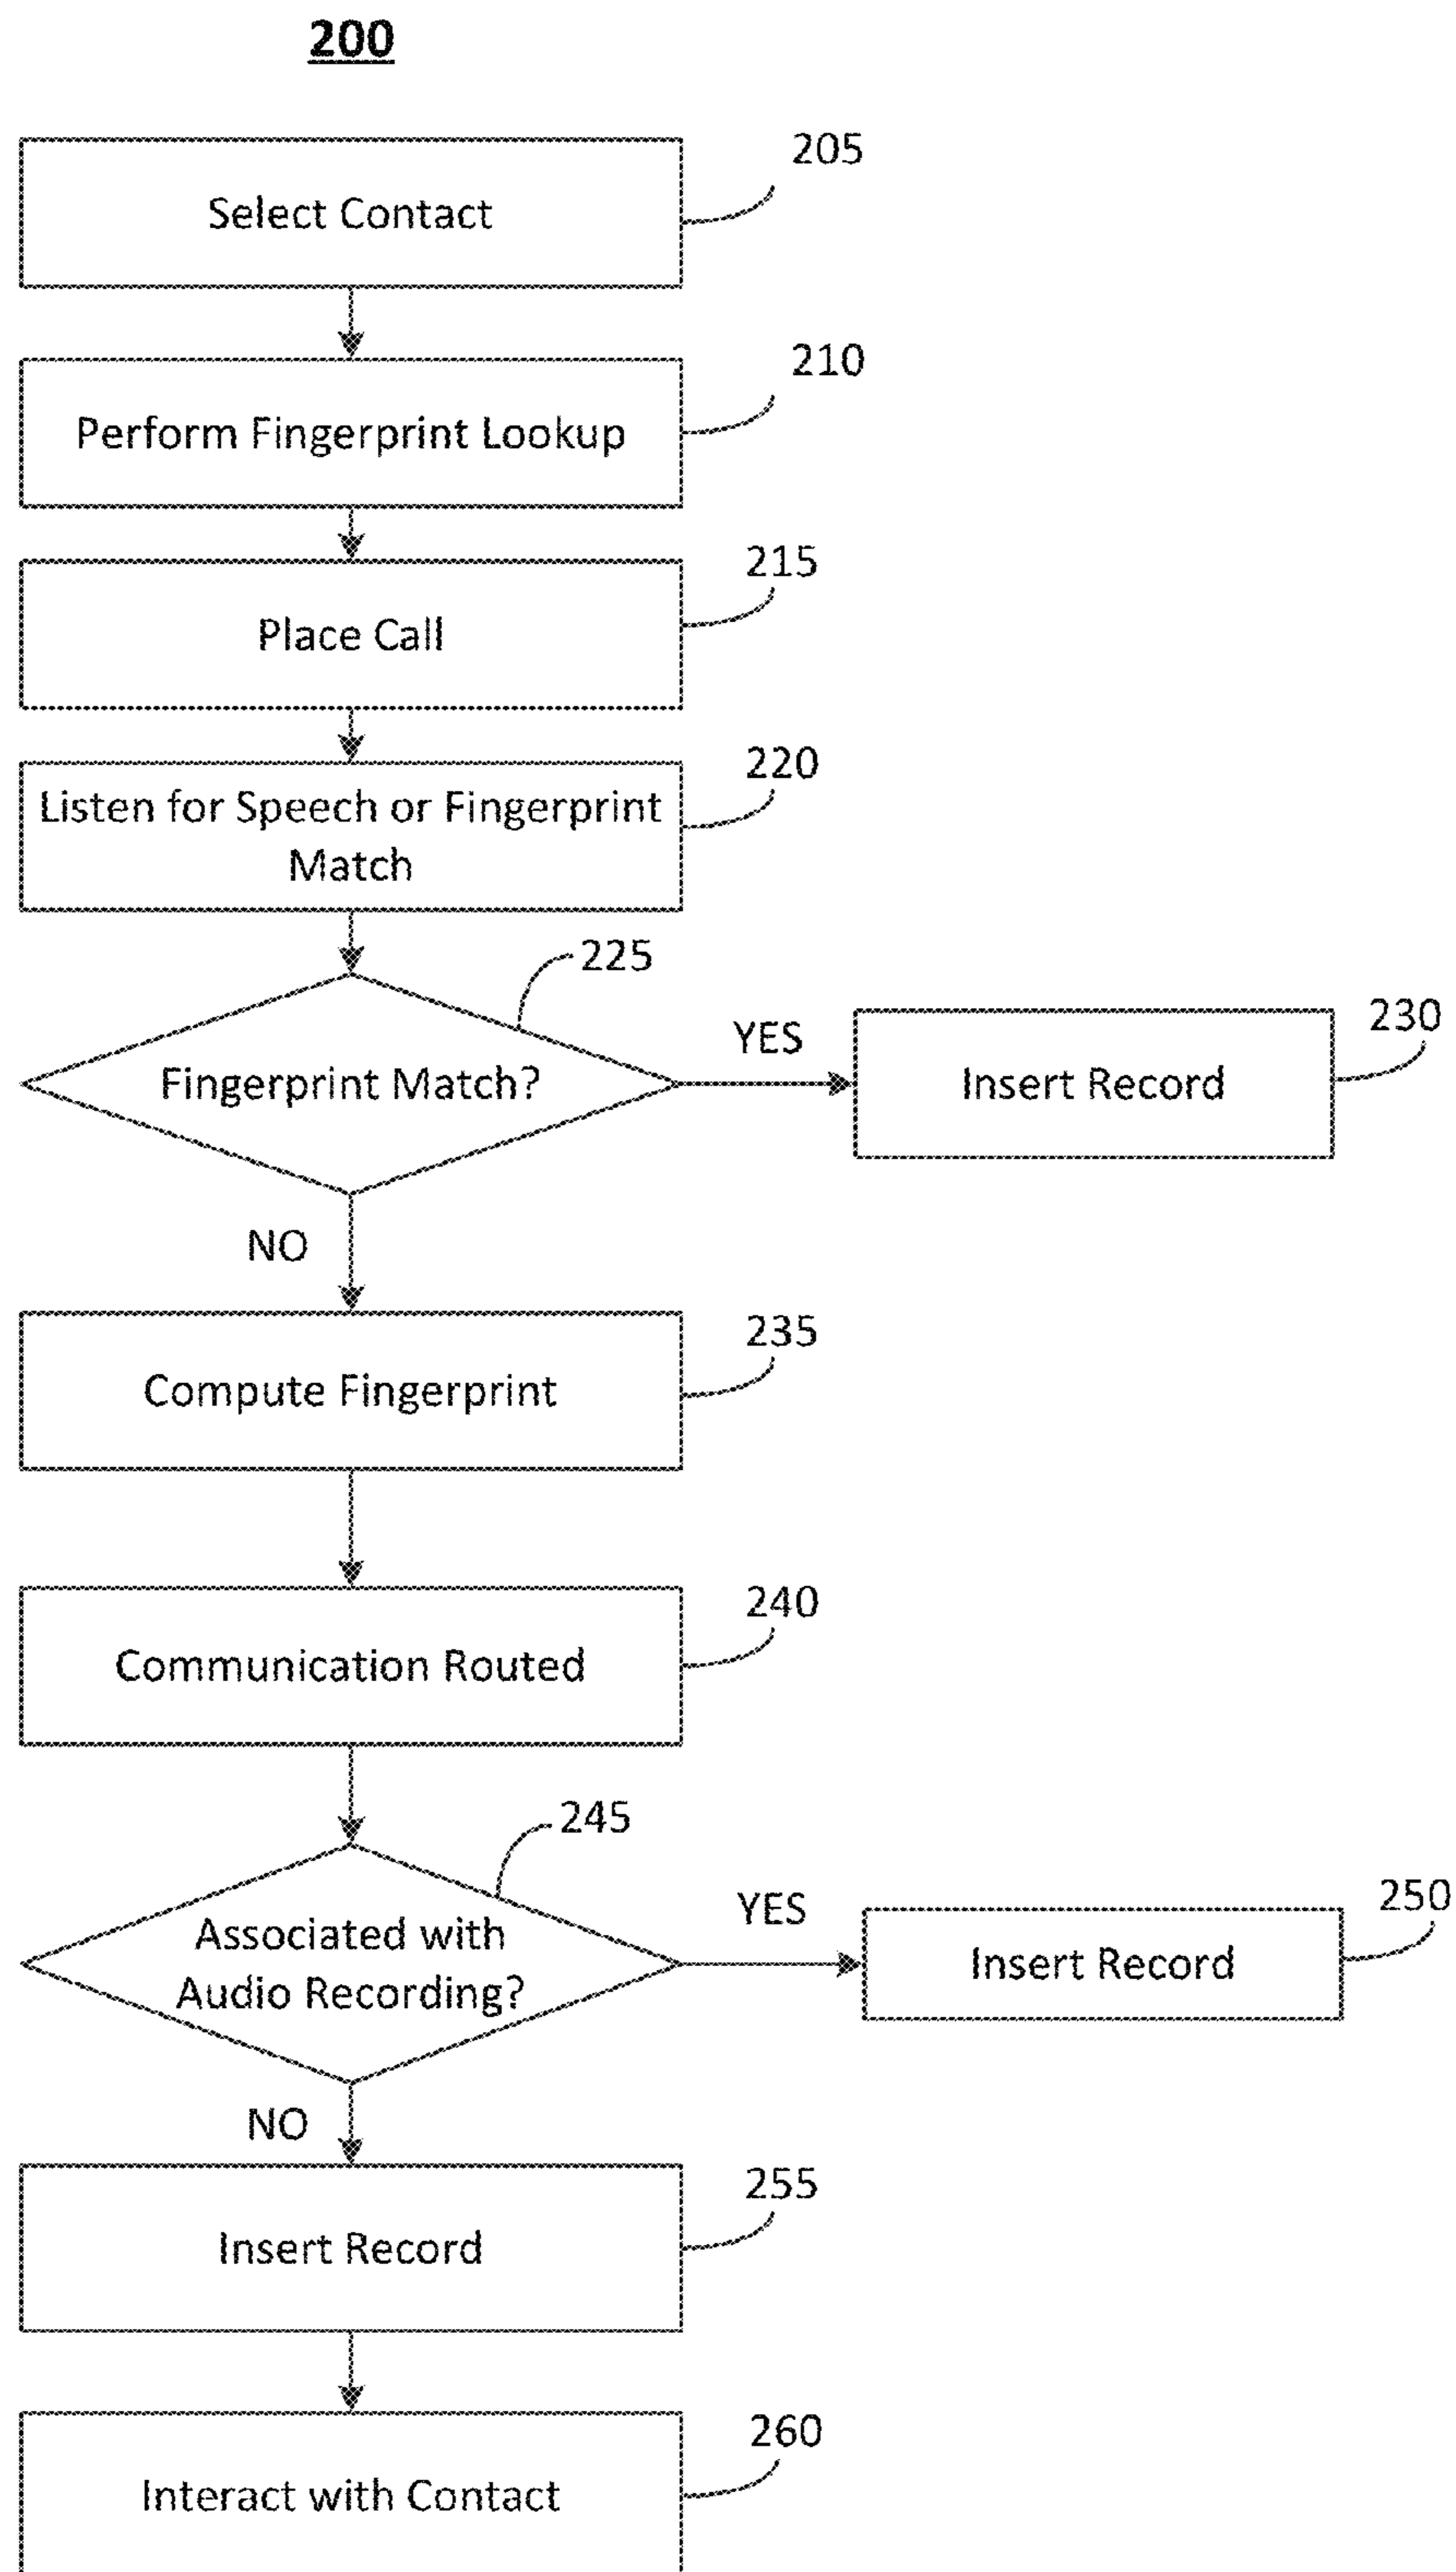 200
205
Select Contact
210
Perform Fingerprint Lookup
215
Place Call
220
Listen for Speech or Fingerprint
Match
225
YES
230
Fingerprint Match?
Insert Record
NO
235
Compute Fingerprint
240
Communication Routed
245
YES
250
Associated with
Audio Recording?
Insert Record
NO
255
Insert Record
260
Interact with Contact